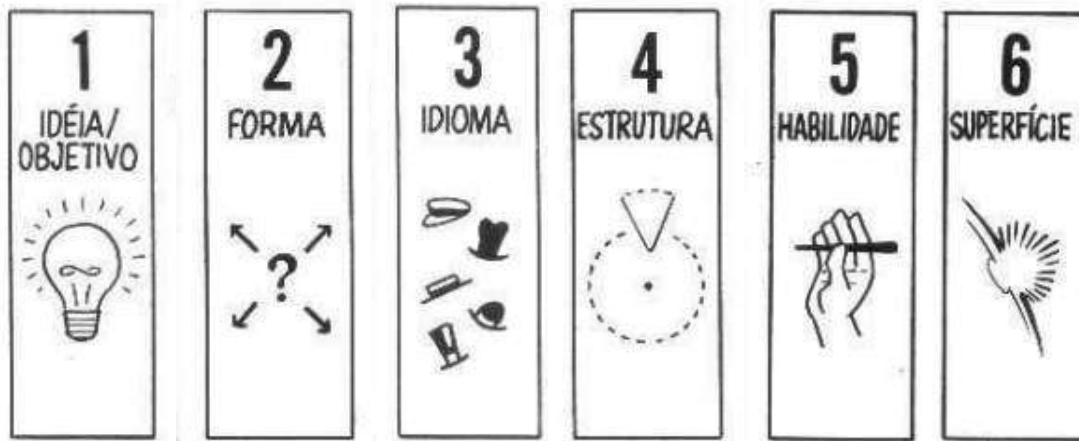 1
IDÉIA/
OBJETIVO
2
FORMA
?
3
IDIOMA
4
ESTRUTURA
5
HABILIDADE
6
SUPERFÍCIE